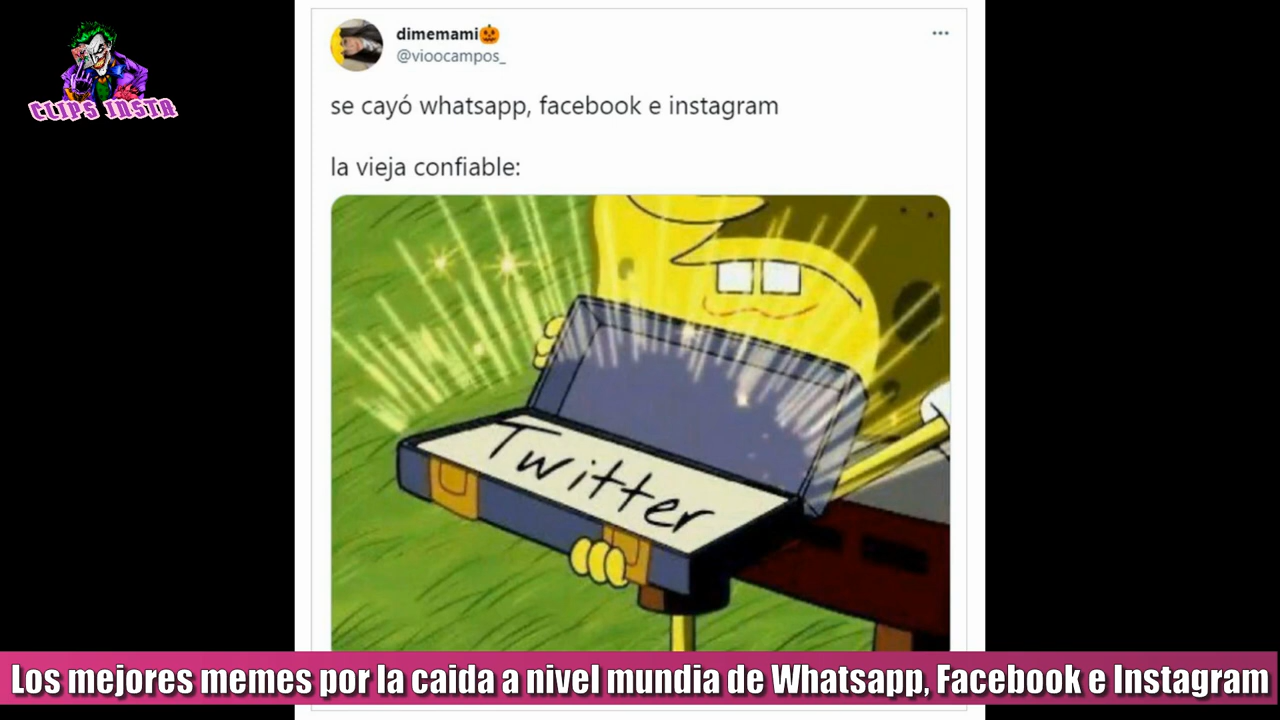 CLIPS INSTA
dimemami🎃
@vioocampos_
se cayó whatsapp, facebook e instagram
la vieja confiable:
Twitter
Los mejores memes por la caida a nivel mundia de Whatsapp, Facebook e Instagram